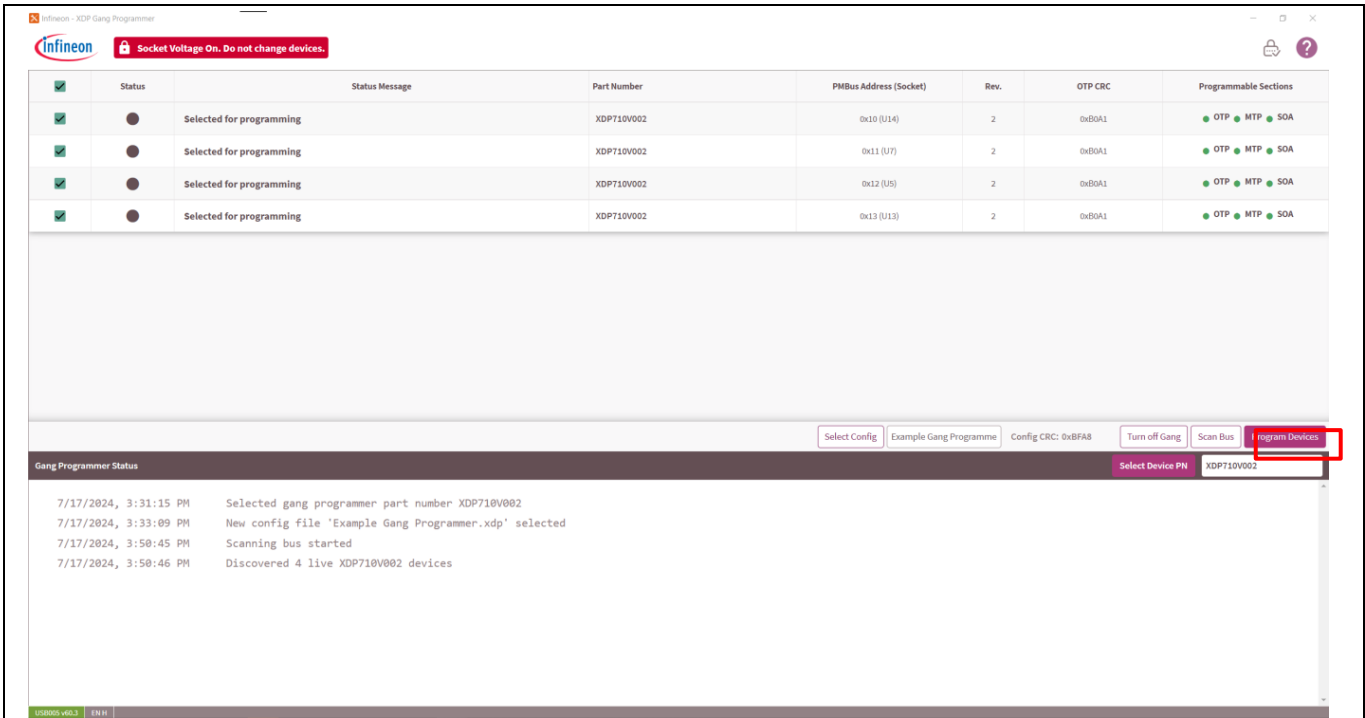 Infineon - XDP Gang Programmer
infineon
Socket Voltage On. Do not change devices.
?
Status Status Message Part Number PMBus Address (Socket) Rev. OTP CRC Programmable Sections
Selected for programming XDP710V002 0x10 (U14) 2 0xB0A1 OTP MTP SOA
Selected for programming XDP710V002 0x11 (U7) 2 0xB0A1 OTP MTP SOA
Selected for programming XDP710V002 0x12 (U5) 2 0xB0A1 OTP MTP SOA
Selected for programming XDP710V002 0x13 (U13) 2 0xB0A1 OTP MTP SOA
Select Config Example Gang Programme Config CRC: 0xBFA8 Turn off Gang Scan Bus Program Devices
Gang Programmer Status Select Device PN XDP710V002
7/17/2024, 3:31:15 PM Selected gang programmer part number XDP710V002
7/17/2024, 3:33:09 PM New config file 'Example Gang Programmer.xdp' selected
7/17/2024, 3:50:45 PM Scanning bus started
7/17/2024, 3:50:46 PM Discovered 4 live XDP710V002 devices
USB005 v60.3 EN H